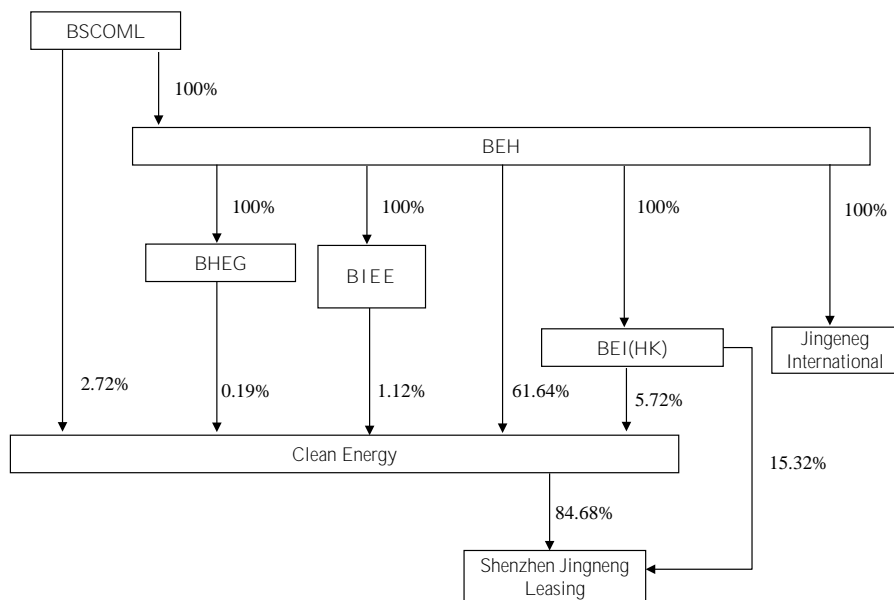 BSCOML
100%
BEH
100%
100%
100%
100%
BHEG
BIEE
BEI(HK)
Jingeneg
International
2.72%
0.19%
1.12%
61.64%
5.72%
Clean Energy
15.32%
84.68%
Shenzhen Jingneng
Leasing